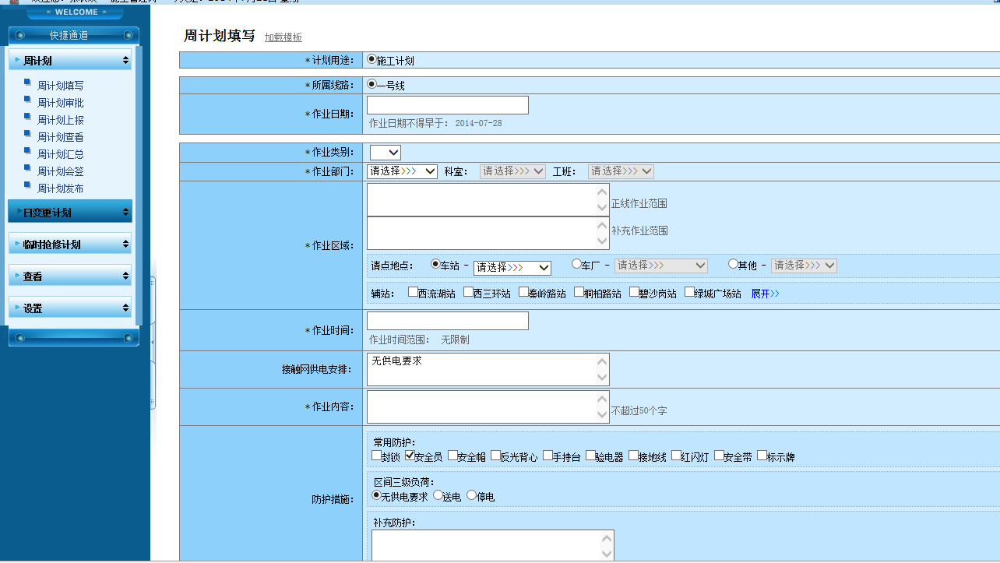 = WELCOME =
快捷通道
周计划
周计划填写
周计划审批
周计划上报
周计划查看
周计划汇总
周计划会签
周计划发布
日变更计划
临时抢修计划
查看
设置
周计划填写 加载模板
*计划用途: 施工计划
*所属线路: 一号线
*作业日期:
作业日期不得早于: 2014-07-28
*作业类别:
*作业部门: 请选择>>> 科室: 请选择>>> 工班: 请选择>>>
正线作业范围
*作业区域:
补充作业范围
请点地点: 车站 - 请选择>>> 车厂 - 请选择>>> 其他 - 请选择>>>
辅站: 西流湖站 西三环站 秦岭路站 桐柏路站 碧沙岗站 绿城广场站 展开>>
*作业时间:
作业时间范围: 无限制
接触网供电安排: 无供电要求
*作业内容: 不超过50个字
防护措施:
常用防护:
封锁 安全员 安全帽 反光背心 手持台 验电器 接地线 红闪灯 安全带 标示牌
区间三级负荷:
无供电要求 送电 停电
补充防护: